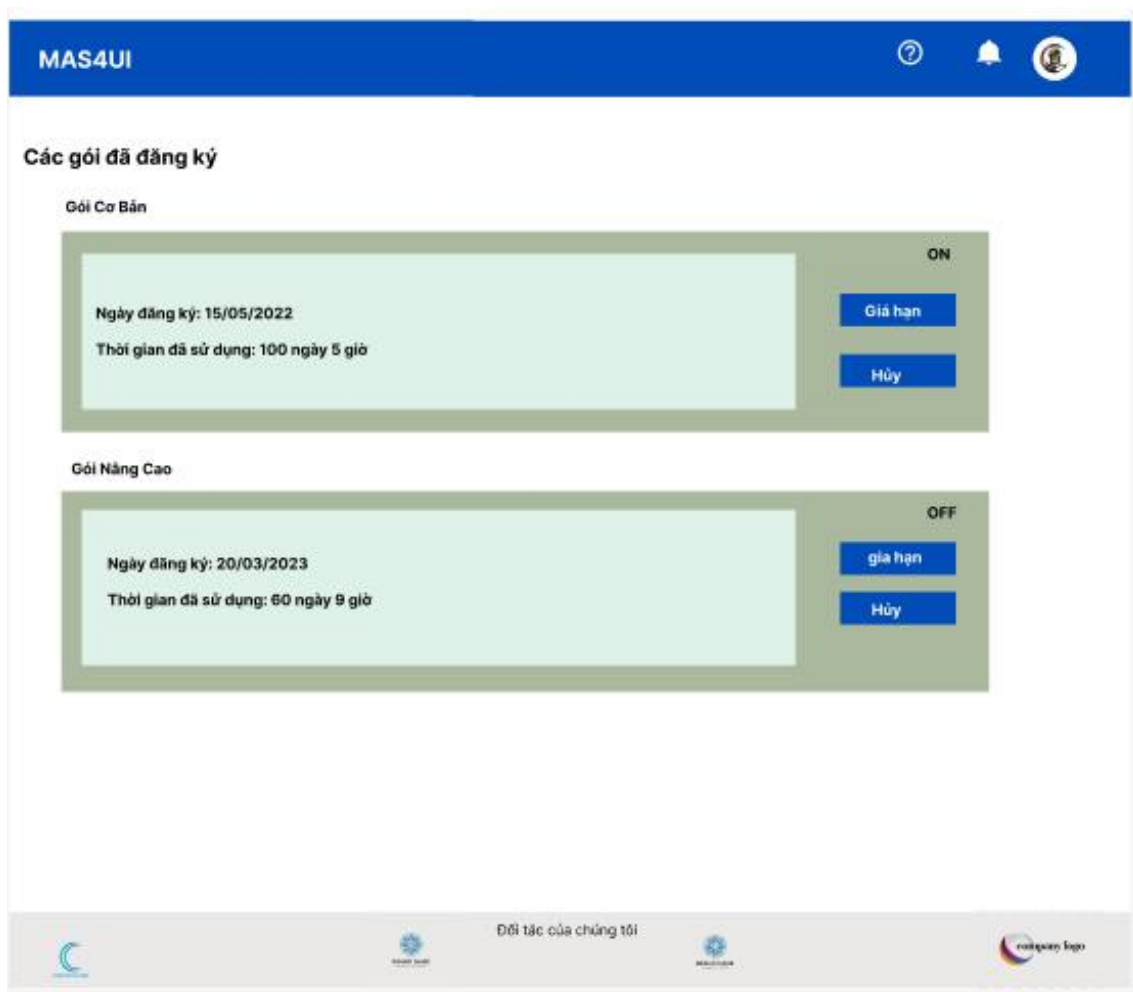 MAS4UI
Các gói đã đăng ký
Gói Cơ Bản
ON
Ngày đăng ký: 15/05/2022
Giá hạn
Thời gian đã sử dụng: 100 ngày 5 giờ
Hủy
Gói Nâng Cao
OFF
Ngày đăng ký: 20/03/2023
gia hạn
Thời gian đã sử dụng: 60 ngày 9 giờ
Hủy
Đối tác của chúng tôi
company logo